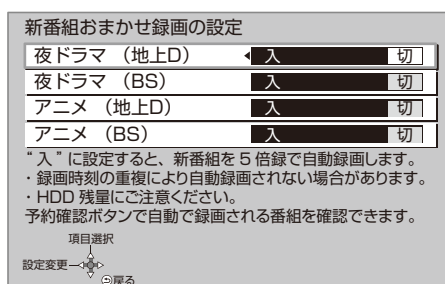 新番組おまかせ録画の設定
夜ドラマ （地上D） 入 切
夜ドラマ （BS） 入 切
アニメ （地上D） 入 切
アニメ （BS） 入 切
“ 入 ” に設定すると、新番組を 5 倍録で自動録画します。
・録画時刻の重複により自動録画されない場合があります。
・HDD 残量にご注意ください。
予約確認ボタンで自動で録画される番組を確認できます。
項目選択
設定変更
戻る